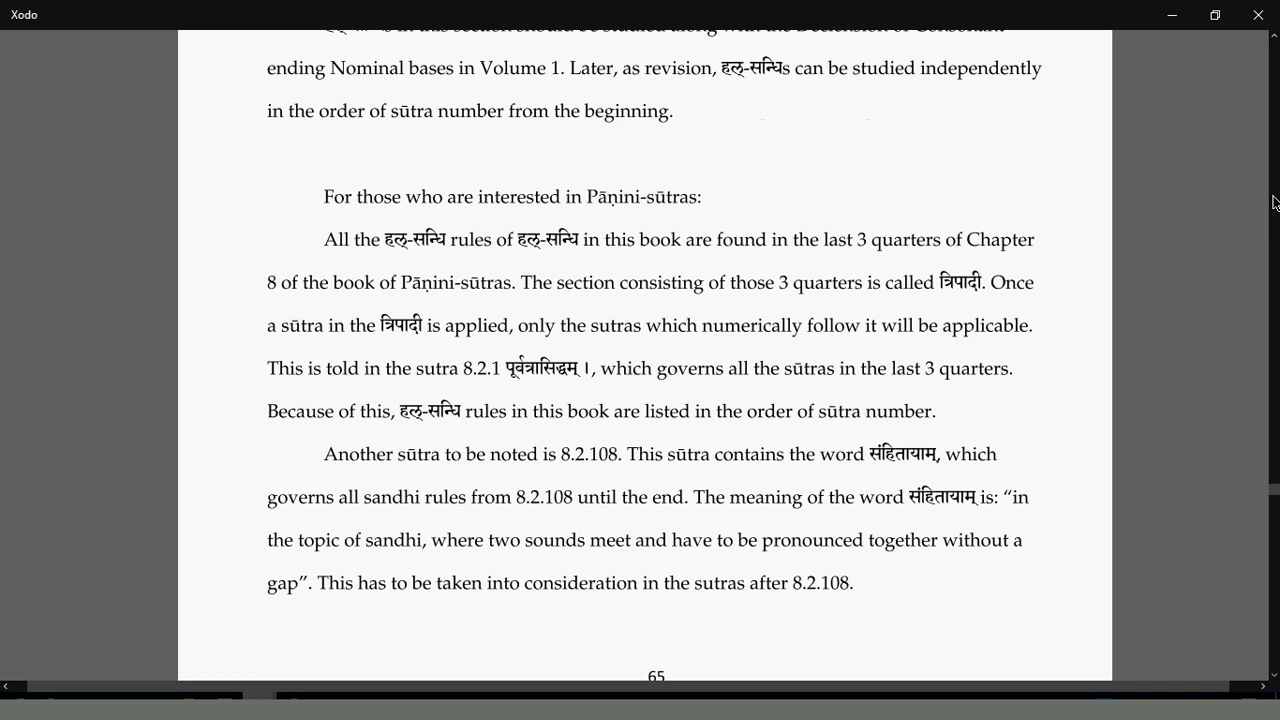 Xodo
ending Nominal bases in Volume 1. Later, as revision, हल्-सन्धिs can be studied independently
in the order of sūtra number from the beginning.
For those who are interested in Pāṇini-sūtras:
All the हल्-सन्धि rules of हल्-सन्धि in this book are found in the last 3 quarters of Chapter
8 of the book of Pāṇini-sūtras. The section consisting of those 3 quarters is called त्रिपादी. Once
a sūtra in the त्रिपादी is applied, only the sutras which numerically follow it will be applicable.
This is told in the sutra 8.2.1 पूर्वत्रासिद्धम् ।, which governs all the sūtras in the last 3 quarters.
Because of this, हल्-सन्धि rules in this book are listed in the order of sūtra number.
Another sūtra to be noted is 8.2.108. This sūtra contains the word संहितायाम्, which
governs all sandhi rules from 8.2.108 until the end. The meaning of the word संहितायाम् is: “in
the topic of sandhi, where two sounds meet and have to be pronounced together without a
gap”. This has to be taken into consideration in the sutras after 8.2.108.
65